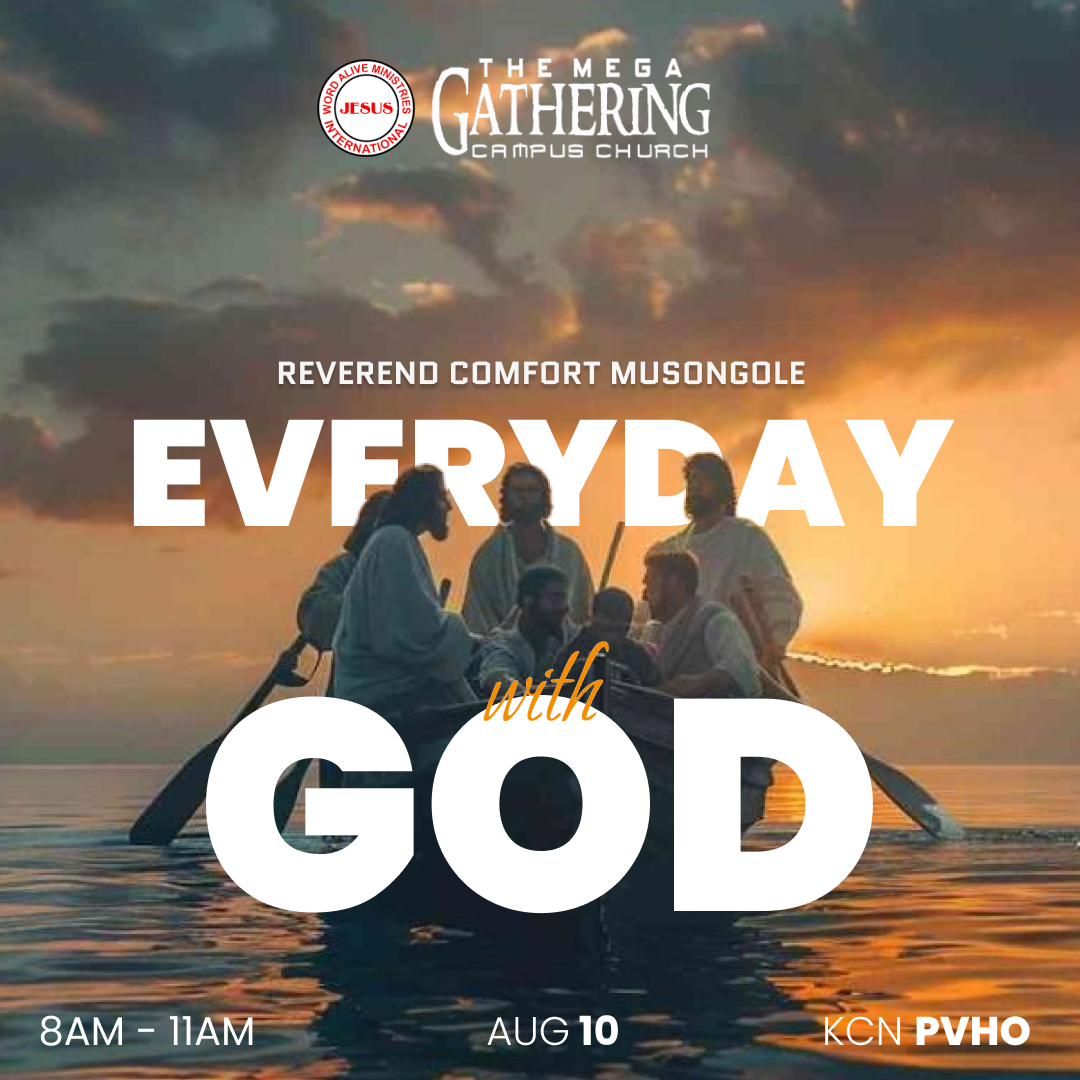 WORD ALIVE MINISTRIES
JESUS
INTERNATIONAL
THE MEGA
GATHERING
CAMPUS CHURCH
REVEREND COMFORT MUSONGOLE
EVERYDAY
with
GOD
8AM - 11AM
AUG 10
KCN PVHO